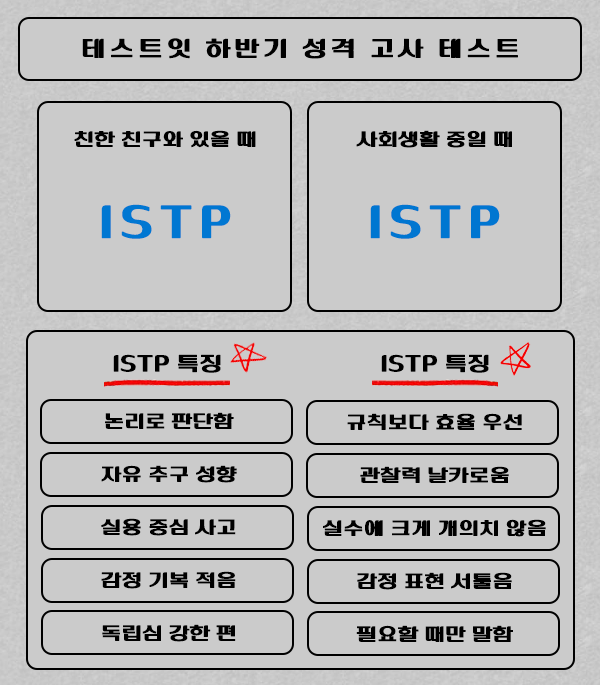 테스트잇 하반기 성격 고사 테스트
친한 친구와 있을 때
ISTP
사회생활 중일 때
ISTP
ISTP 특징
논리로 판단함
자유 추구 성향
실용 중심 사고
감정 기복 적음
독립심 강한 편
ISTP 특징
규칙보다 효율 우선
관찰력 날카로움
실수에 크게 개의치 않음
감정 표현 서툴음
필요할 때만 말함